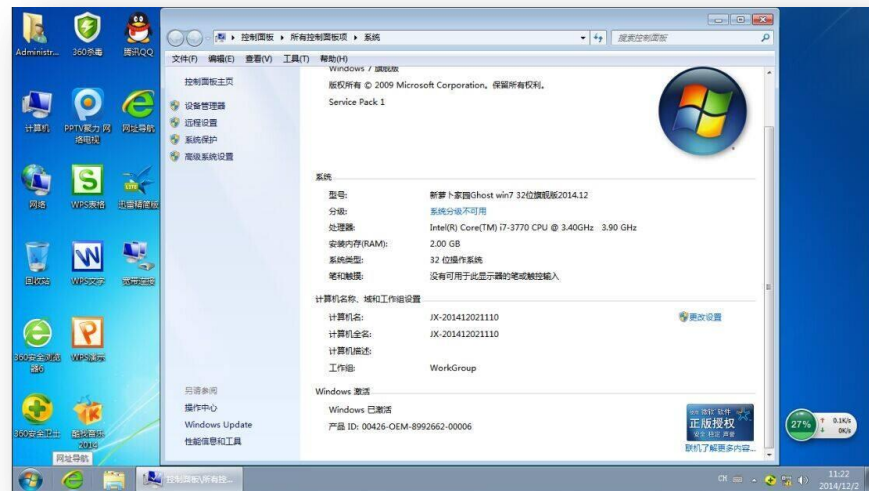 Administr...
360杀毒
腾讯QQ
计算机
PPTV聚力 网
络电视
网址导航
网络
WPS表格
迅雷精简版
回收站
WPS文字
宽带连接
360安全浏览
器6
WPS演示
360安全卫士
酷我音乐
2014
网址导航
控制面板 ▸ 所有控制面板项 ▸ 系统
搜索控制面板
文件(F) 编辑(E) 查看(V) 工具(T) 帮助(H)
控制面板主页
设备管理器
远程设置
系统保护
高级系统设置
另请参阅
操作中心
Windows Update
性能信息和工具
Windows 7 旗舰版
版权所有 © 2009 Microsoft Corporation。保留所有权利。
Service Pack 1
系统
型号: 新萝卜家园Ghost win7 32位旗舰版2014.12
分级: 系统分级不可用
处理器: Intel(R) Core(TM) i7-3770 CPU @ 3.40GHz 3.90 GHz
安装内存(RAM): 2.00 GB
系统类型: 32 位操作系统
笔和触摸: 没有可用于此显示器的笔或触控输入
计算机名称、域和工作组设置
计算机名: JX-201412021110
更改设置
计算机全名: JX-201412021110
计算机描述:
工作组: WorkGroup
Windows 激活
Windows 已激活
产品 ID: 00426-OEM-8992662-00006
微软 软件
正版授权
安全 稳定 声誉
联机了解更多内容...
27%
0.1K/s
0K/s
控制面板\所有控...
CH
11:22
2014/12/2